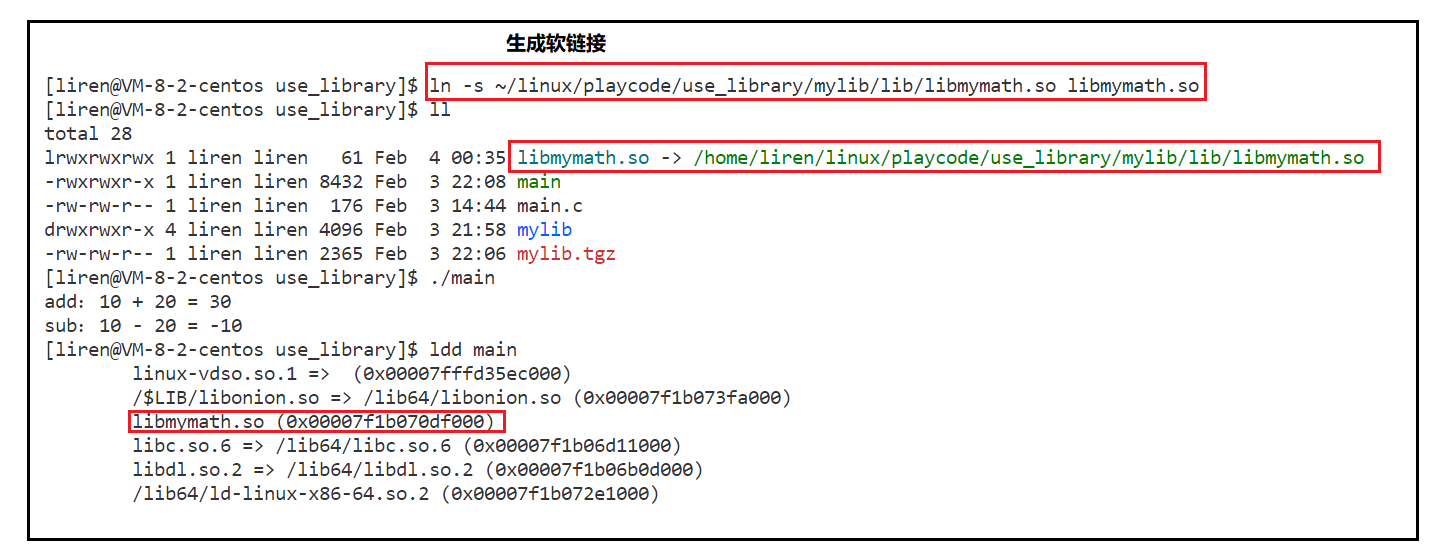 生成软链接
[liren@VM-8-2-centos use_library]$ ln -s ~/linux/playcode/use_library/mylib/lib/libmymath.so libmymath.so
[liren@VM-8-2-centos use_library]$ ll
total 28
lrwxrwxrwx 1 liren liren   61 Feb  4 00:35 libmymath.so -> /home/liren/linux/playcode/use_library/mylib/lib/libmymath.so
-rwxrwxr-x 1 liren liren 8432 Feb  3 22:08 main
-rw-rw-r-- 1 liren liren  176 Feb  3 14:44 main.c
drwxrwxr-x 4 liren liren 4096 Feb  3 21:58 mylib
-rw-rw-r-- 1 liren liren 2365 Feb  3 22:06 mylib.tgz
[liren@VM-8-2-centos use_library]$ ./main
add: 10 + 20 = 30
sub: 10 - 20 = -10
[liren@VM-8-2-centos use_library]$ ldd main
linux-vdso.so.1 =>  (0x00007fffd35ec000)
/$LIB/libonion.so => /lib64/libonion.so (0x00007f1b073fa000)
libmymath.so (0x00007f1b070df000)
libc.so.6 => /lib64/libc.so.6 (0x00007f1b06d11000)
libdl.so.2 => /lib64/libdl.so.2 (0x00007f1b06b0d000)
/lib64/ld-linux-x86-64.so.2 (0x00007f1b072e1000)